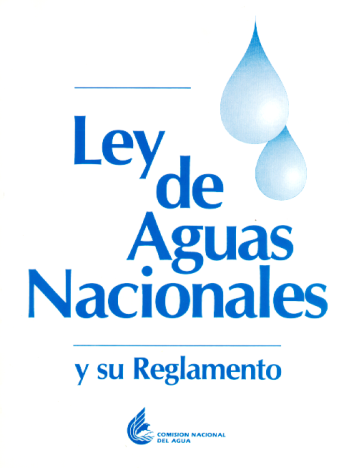 Ley
de
Aguas
Nacionales
y su Reglamento
COMISION NACIONAL
DEL AGUA